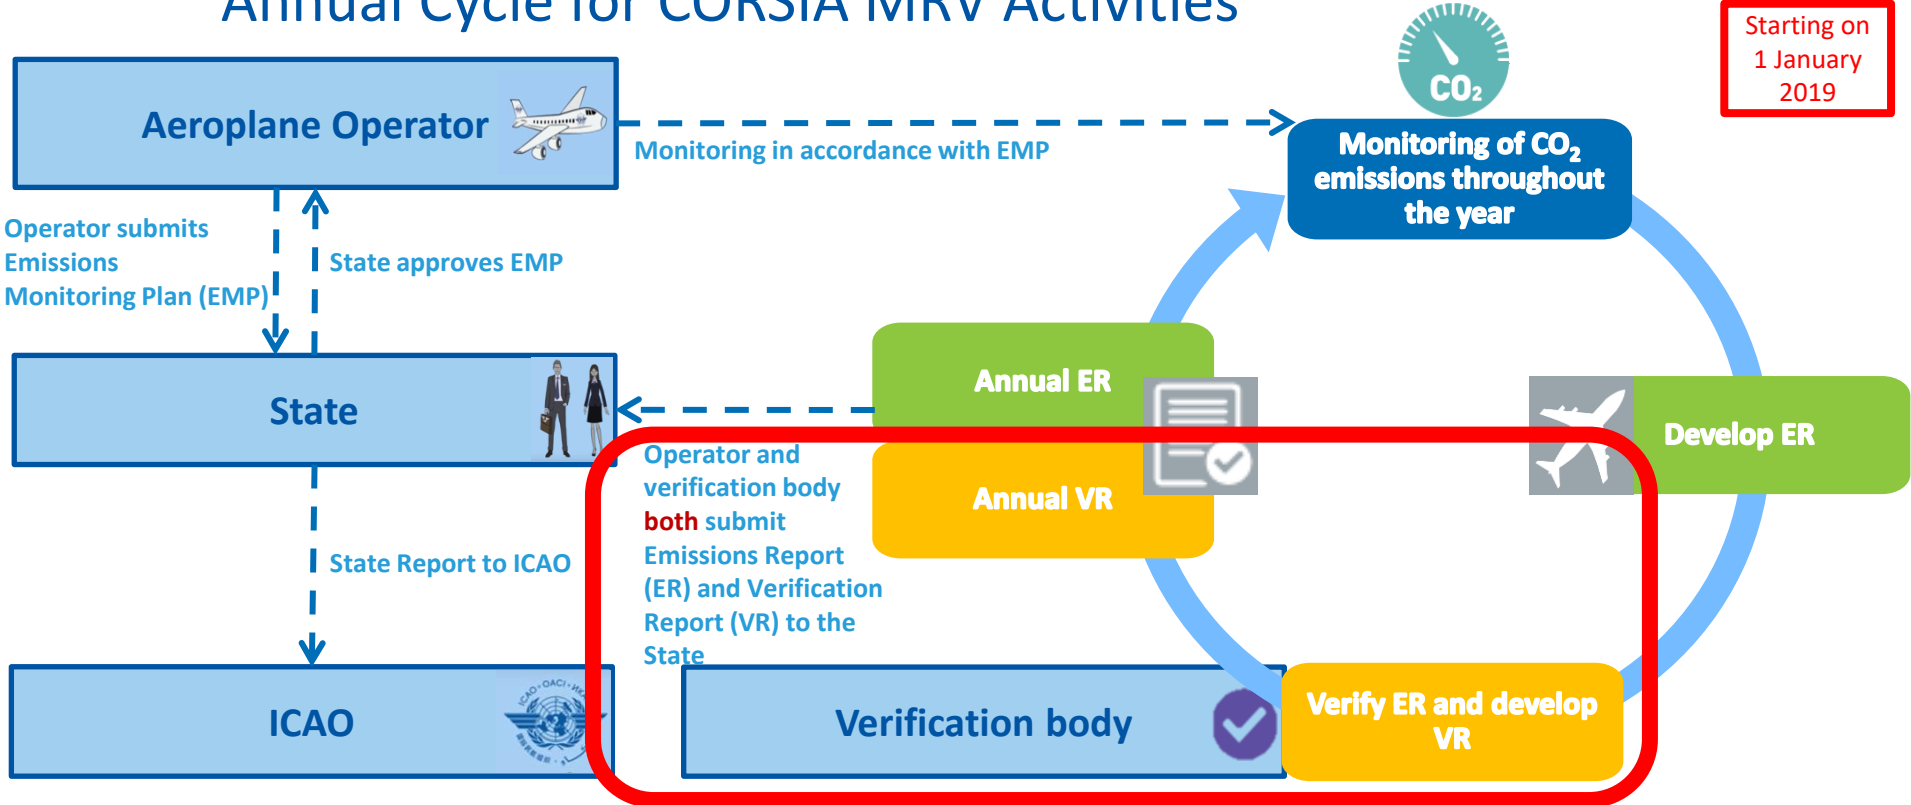 Annual Cycle for CORSIA MRV Activities
Starting on
1 January
2019
CO₂
Aeroplane Operator
Monitoring in accordance with EMP
Monitoring of CO₂
emissions throughout
the year
Operator submits
Emissions
Monitoring Plan (EMP)
State approves EMP
State
Annual ER
Develop ER
Annual VR
Operator and
verification body
both submit
Emissions Report
(ER) and Verification
Report (VR) to the
State
State Report to ICAO
ICAO
Verification body
Verify ER and develop
VR
ICAO · OACI